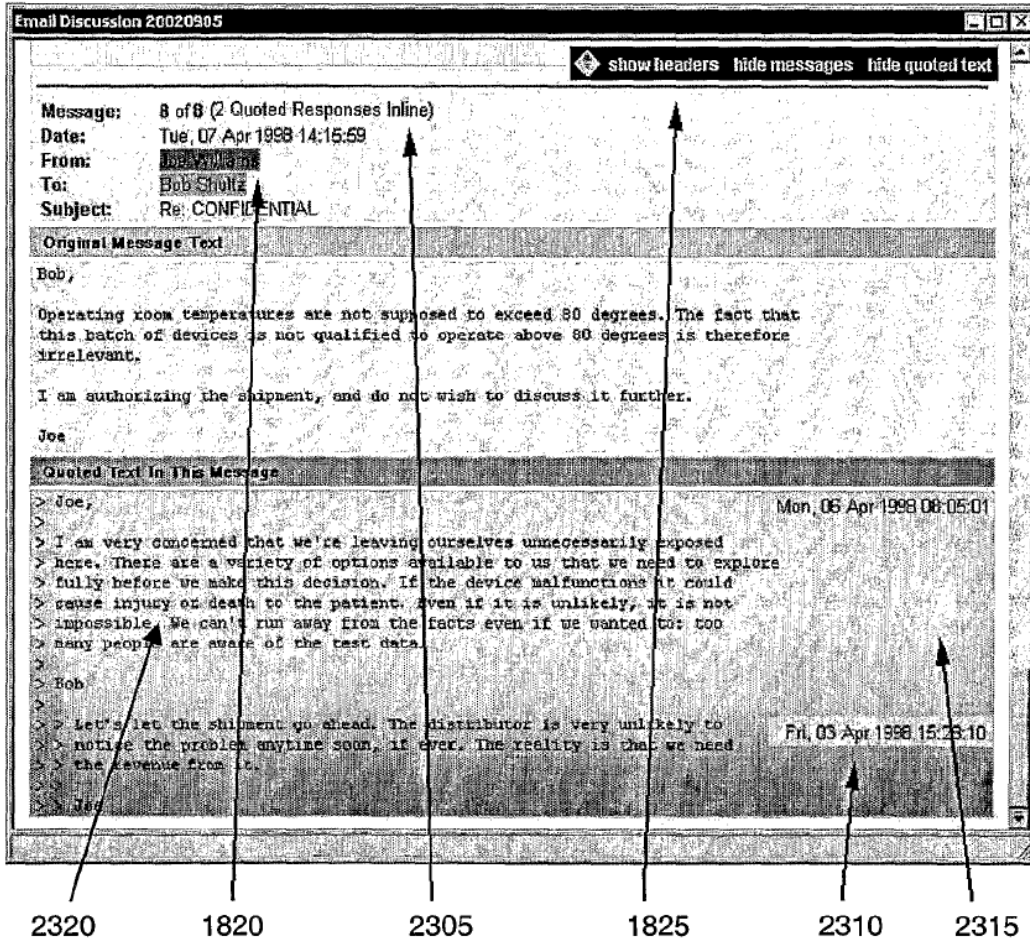 Email Discussion 20020905
show headers hide messages hide quoted text
Message: 8 of 8 (2 Quoted Responses Inline)
Date: Tue, 07 Apr 1998 14:15:59
From: Joe Williams
To: Bob Shultz
Subject: Re: CONFIDENTIAL
Original Message Text
Bob,
Operating room temperatures are not supposed to exceed 80 degrees. The fact that
this batch of devices is not qualified to operate above 80 degrees is therefore
irrelevant.
I am authorizing the shipment, and do not wish to discuss it further.
Joe
Quoted Text In This Message
> Joe, Mon, 06 Apr 1998 08:05:01
>
> I am very concerned that we're leaving ourselves unnecessarily exposed
> here. There are a variety of options available to us that we need to explore
> fully before we make this decision. If the device malfunctions it could
> cause injury or death to the patient. Even if it is unlikely, it is not
> impossible. We can't run away from the facts even if we wanted to: too
> many people are aware of the test data.
>
> Bob
>
> > Let's let the shipment go ahead. The distributor is very unlikely to Fri, 03 Apr 1998 15:28:10
> > notice the problem anytime soon, if ever. The reality is that we need
> > the revenue from it.
> >
> > Joe
2320 1820 2305 1825 2310 2315